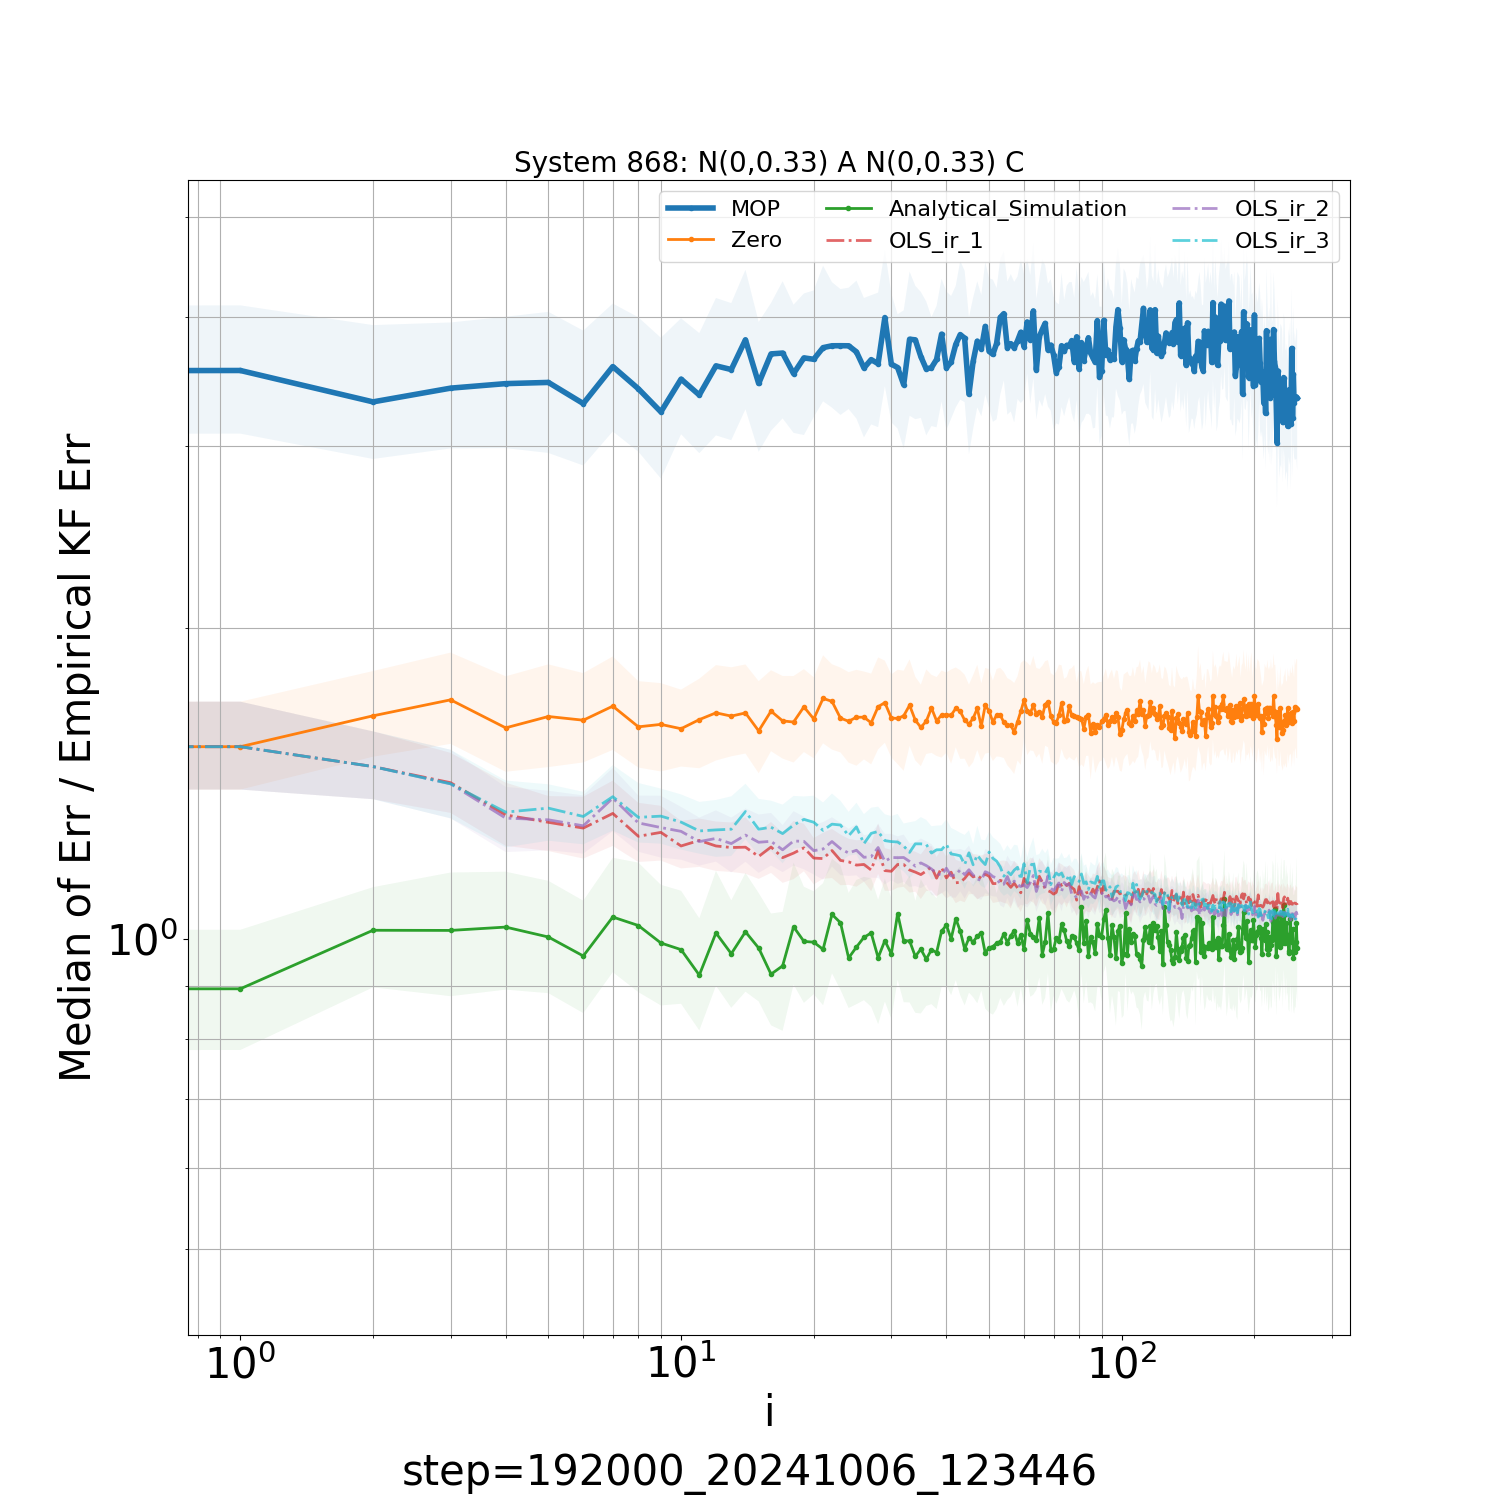 System 868: N(0,0.33) A N(0,0.33) C
MOP
Zero
Analytical_Simulation
OLS_ir_1
OLS_ir_2
OLS_ir_3
Median of Err / Empirical KF Err
10⁰
10⁰ 10¹ 10²
i
step=192000_20241006_123446